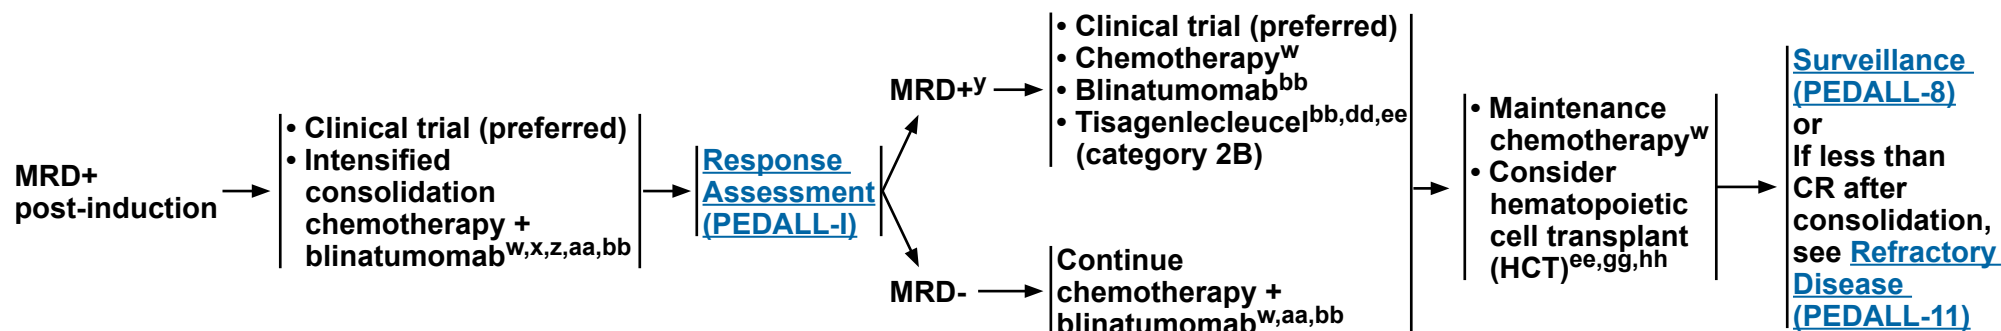 MRD+
post-induction
• Clinical trial (preferred)
• Intensified
consolidation
chemotherapy +
blinatumomabw,x,z,aa,bb
Response
Assessment
(PEDALL-I)
MRD+y
• Clinical trial (preferred)
• Chemotherapyw
• Blinatumomabbb
• Tisagenlecleucelbb,dd,ee
(category 2B)
MRD-
Continue
chemotherapy +
blinatumomabw,aa,bb
• Maintenance
chemotherapyw
• Consider
hematopoietic
cell transplant
(HCT)ee,gg,hh
Surveillance
(PEDALL-8)
or
If less than
CR after
consolidation,
see Refractory
Disease
(PEDALL-11)